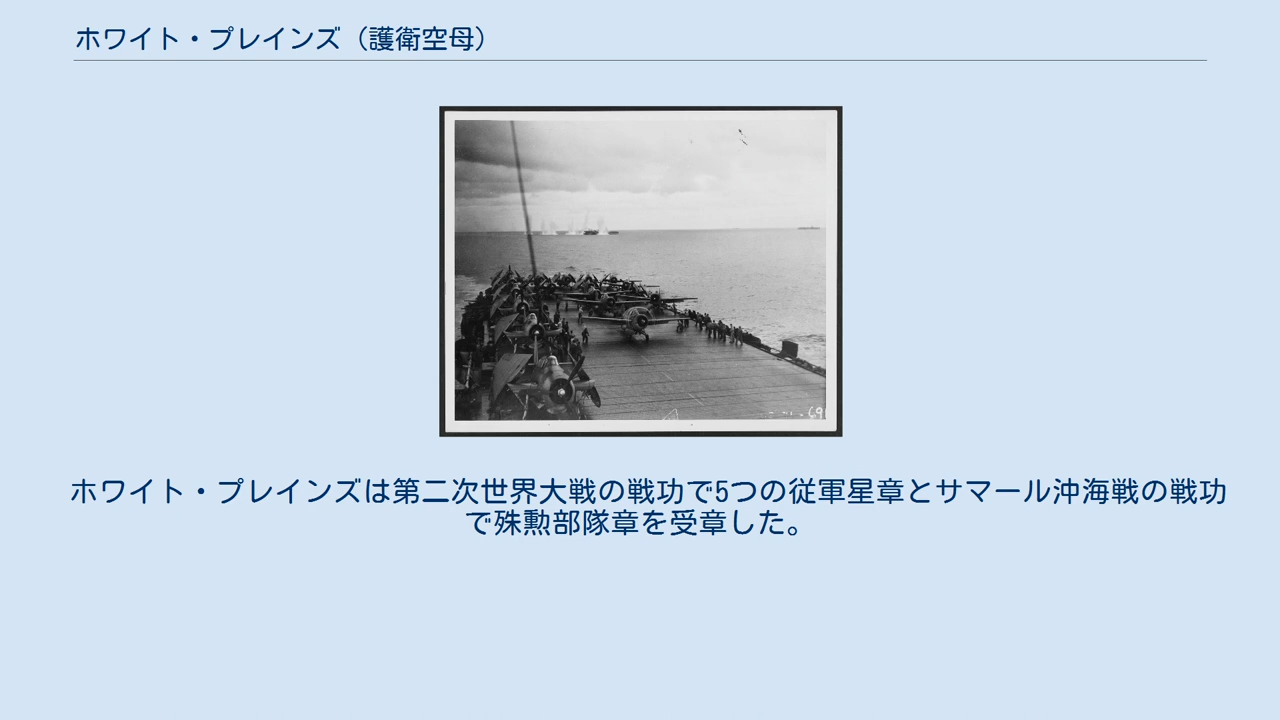 ホワイト・プレインズ（護衛空母）
ホワイト・プレインズは第二次世界大戦の戦功で5つの従軍星章とサマール沖海戦の戦功
で殊勲部隊章を受章した。